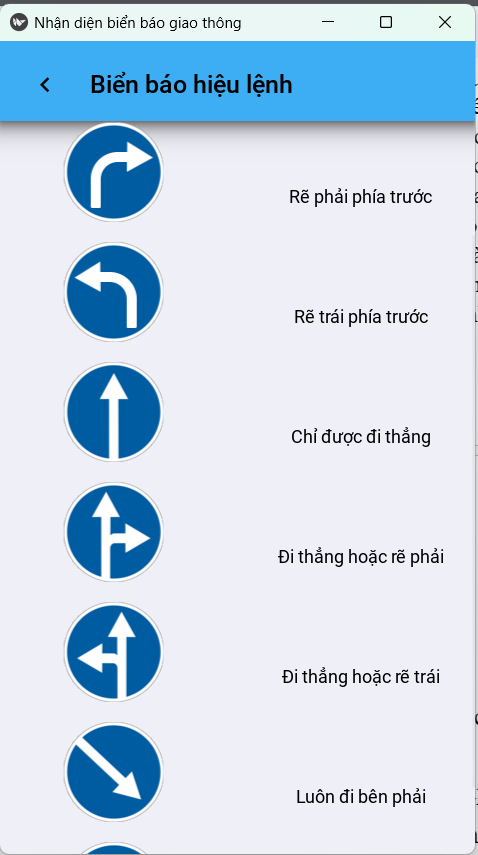 Nhận diện biển báo giao thông
Biển báo hiệu lệnh
Rẽ phải phía trước
Rẽ trái phía trước
Chỉ được đi thẳng
Đi thẳng hoặc rẽ phải
Đi thẳng hoặc rẽ trái
Luôn đi bên phải